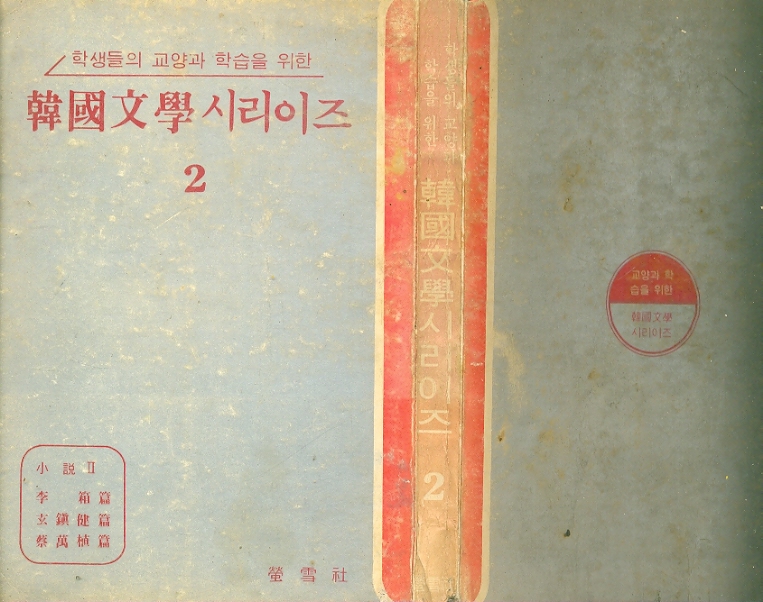 학생들의 교양과 학습을 위한
韓國文學 시리이즈
2
小說 II
李箱篇
玄鎭健篇
蔡萬植篇
螢雪社
학생들의 교양과
학습을 위한
韓國文學 시리이즈
2
교양과 학
습을 위한
韓國文學
시리이즈